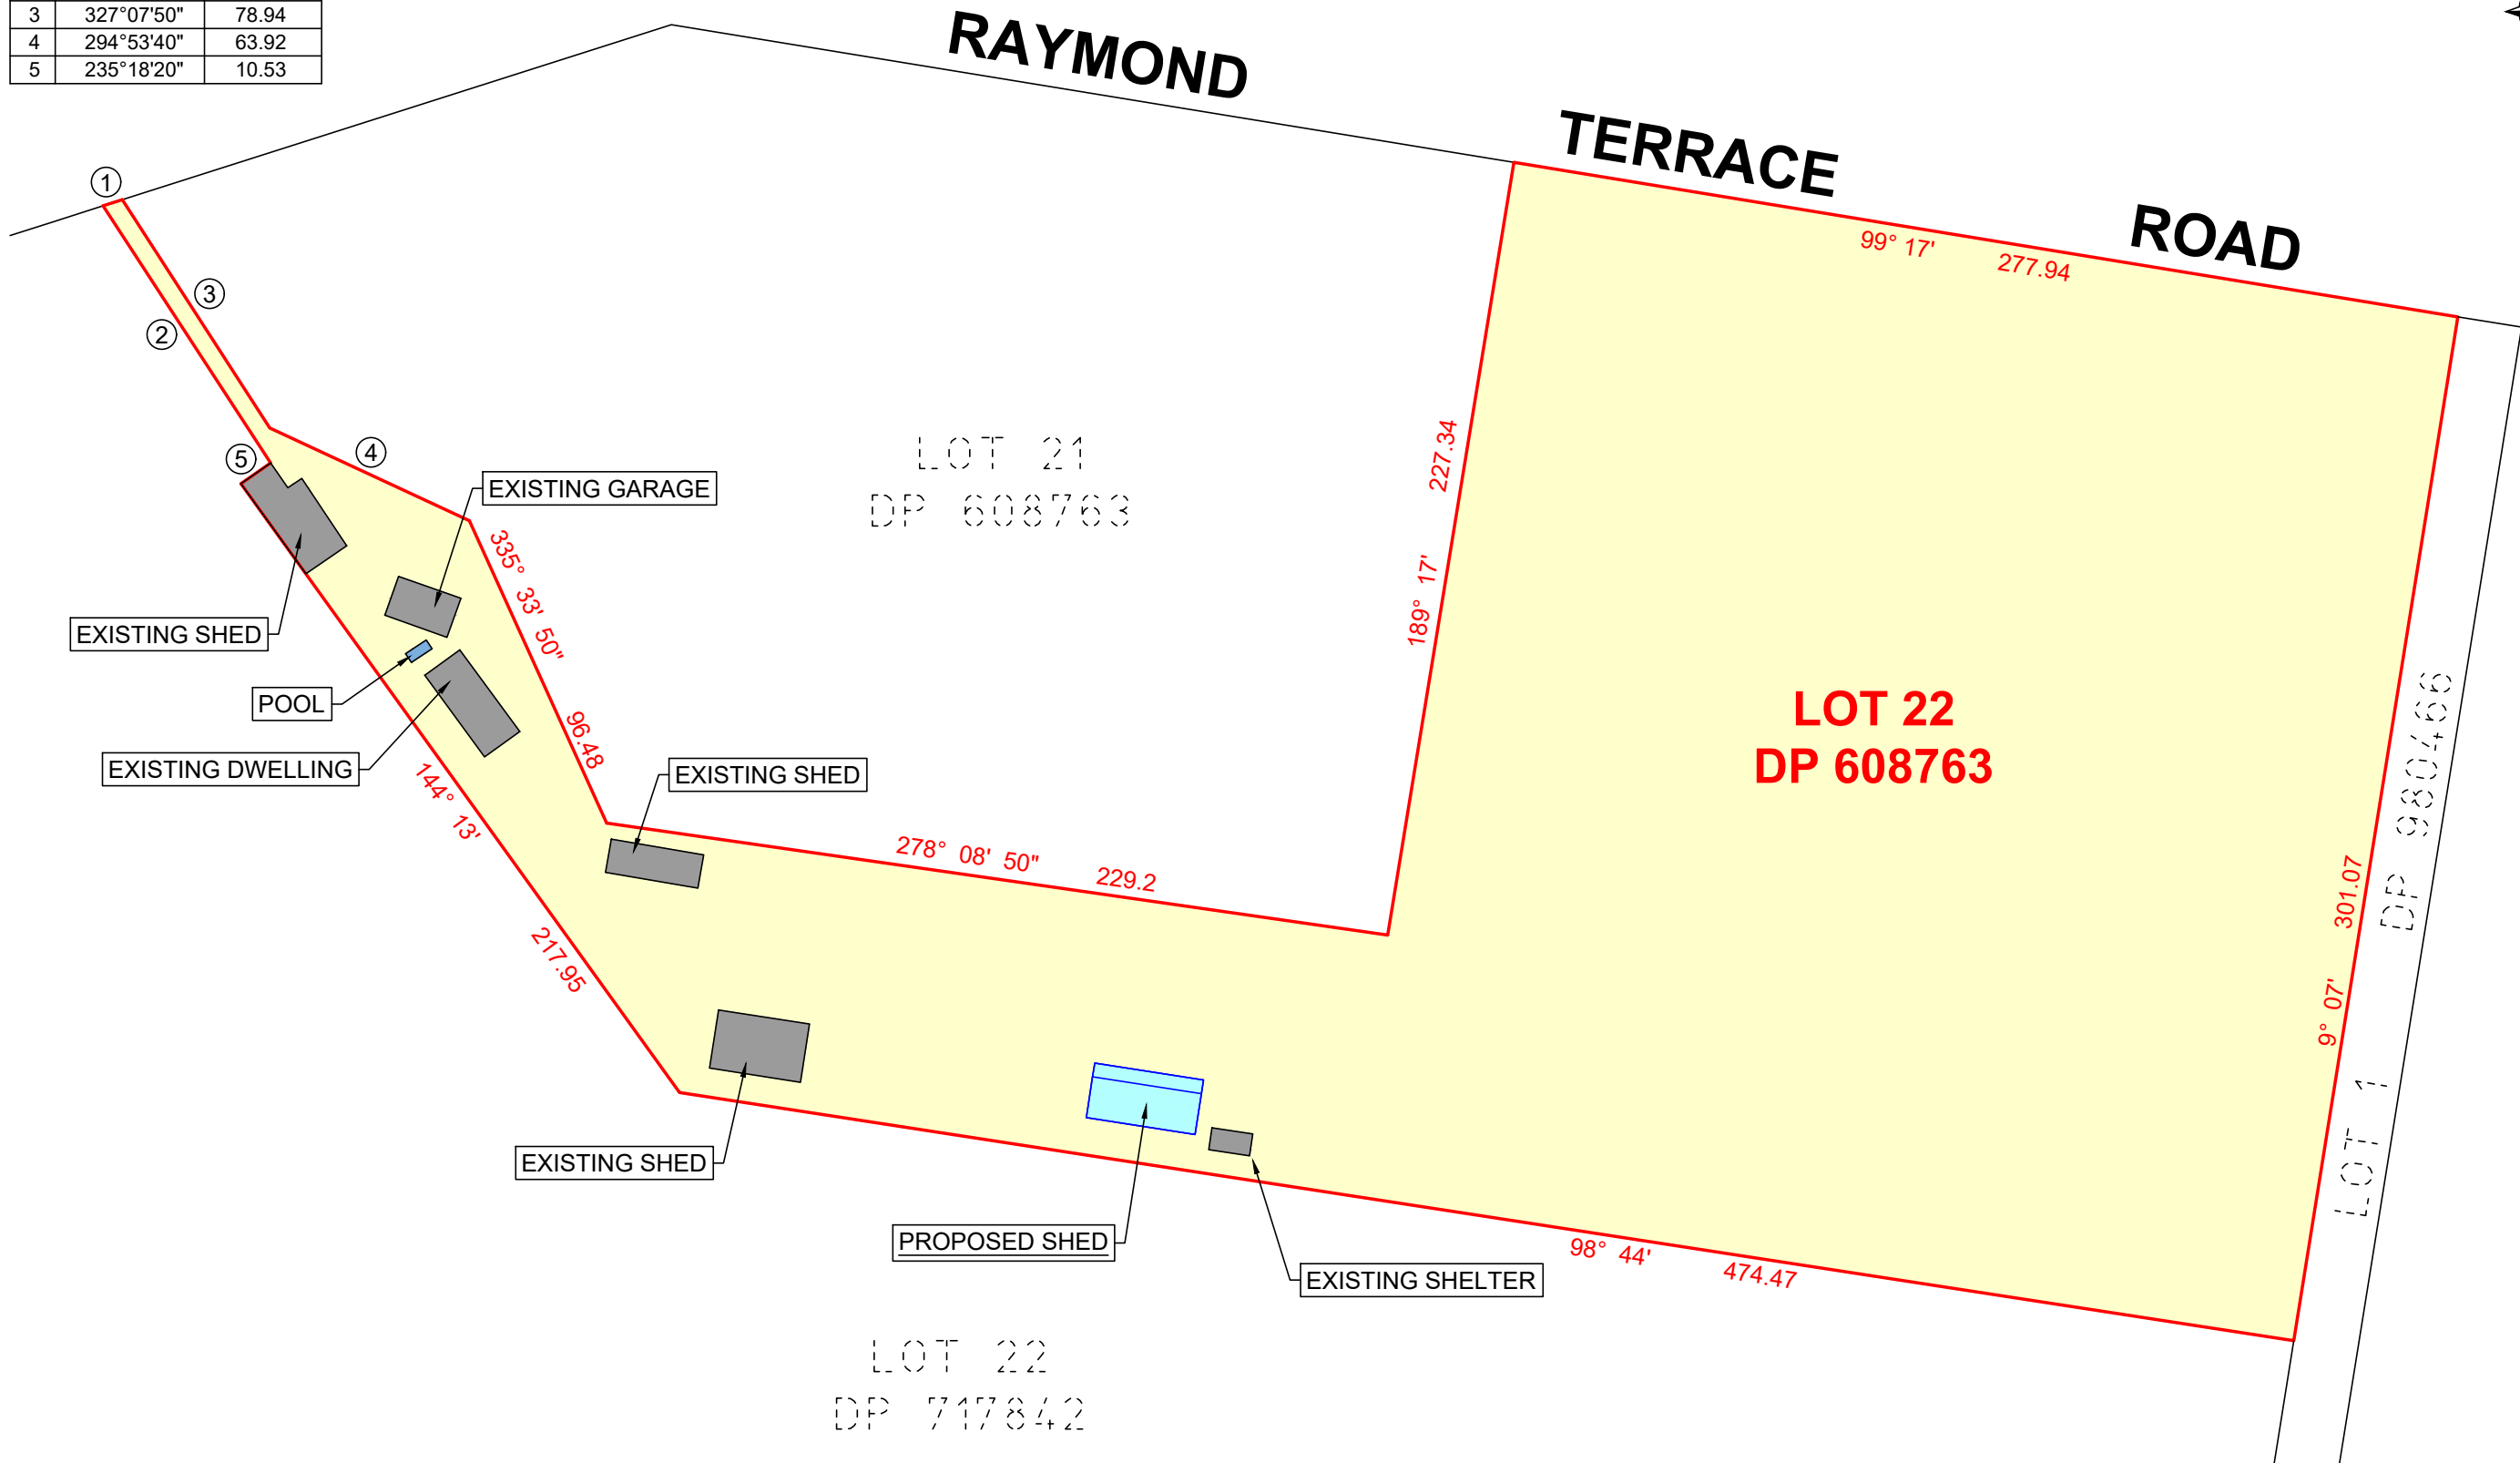 3 327°07'50" 78.94
4 294°53'40" 63.92
5 235°18'20" 10.53
RAYMOND TERRACE ROAD
1
99° 17' 277.94
3
2
227.34
189° 17'
LOT 21
DP 608763
4
5
EXISTING GARAGE
335° 33' 50"
96.48
EXISTING SHED
POOL
EXISTING DWELLING
144° 13'
217.95
EXISTING SHED
278° 08' 50" 229.2
LOT 22
DP 608763
301.07
9° 07'
LOT 1 DP 980466
EXISTING SHED
PROPOSED SHED
EXISTING SHELTER
98° 44' 474.47
LOT 22
DP 717842